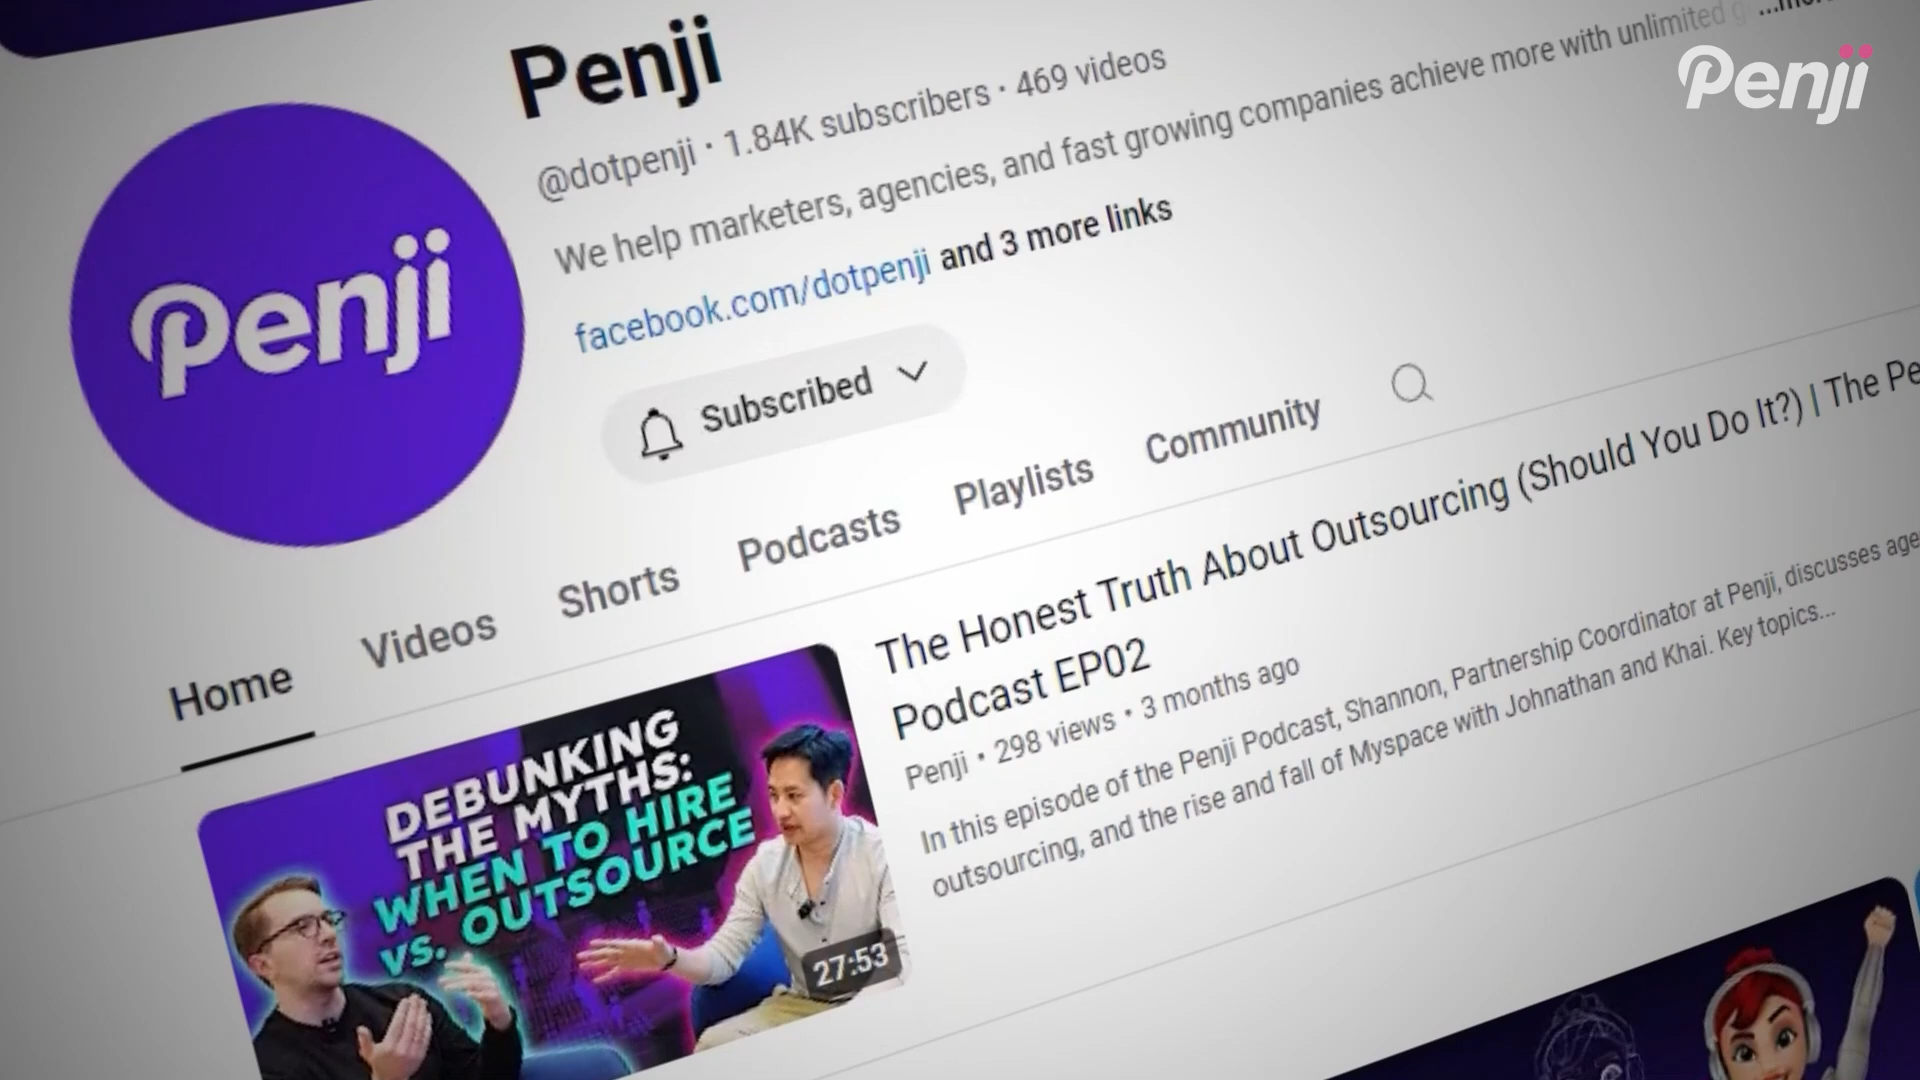 Penji
Penji
@dotpenji · 1.84K subscribers · 469 videos
We help marketers, agencies, and fast growing companies achieve more with unlimited
facebook.com/dotpenji and 3 more links
Penji
Subscribed
Home Videos Shorts Podcasts Playlists Community
The Honest Truth About Outsourcing (Should You Do It?) | The Pe
Podcast EP02
Penji • 298 views • 3 months ago
In this episode of the Penji Podcast, Shannon, Partnership Coordinator at Penji, discusses age
outsourcing, and the rise and fall of Myspace with Johnathan and Khai. Key topics...
DEBUNKING
THE MYTHS:
WHEN TO HIRE
VS. OUTSOURCE
27:53